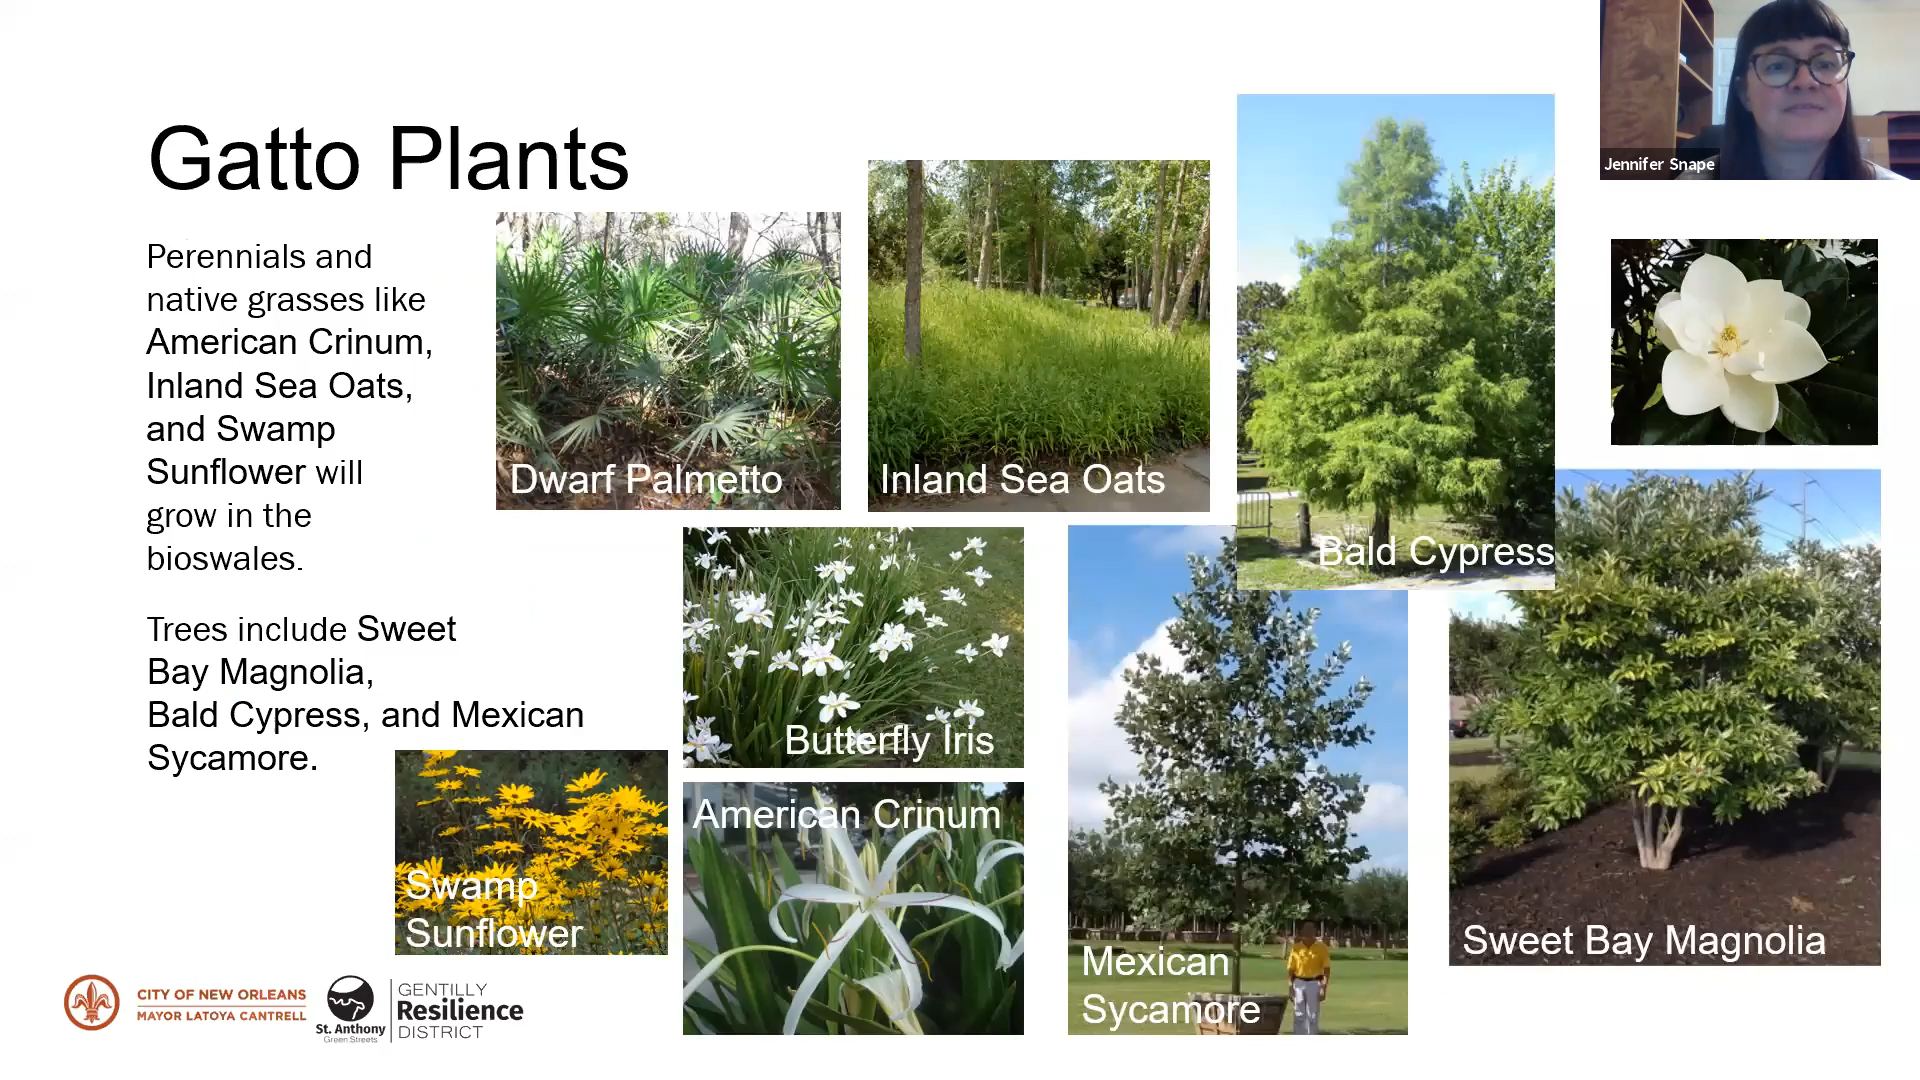 Gatto Plants
Perennials and
native grasses like
American Crinum,
Inland Sea Oats,
and Swamp
Sunflower will
grow in the
bioswales.
Trees include Sweet
Bay Magnolia,
Bald Cypress, and Mexican
Sycamore.
Dwarf Palmetto
Inland Sea Oats
Bald Cypress
Butterfly Iris
American Crinum
Swamp
Sunflower
Mexican
Sycamore
Sweet Bay Magnolia
Jennifer Snape
CITY OF NEW ORLEANS
MAYOR LATOYA CANTRELL
St. Anthony
Green Streets
GENTILLY
Resilience
DISTRICT